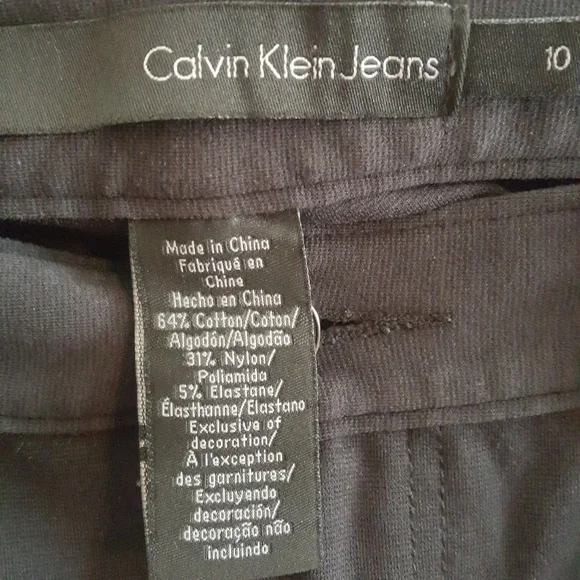 Calvin Klein Jeans
10
Made in China
Fabriqué en
Chine
Hecho en China
64% Cotton/Coton/
Algodón/Algodão
31% Nylon/
Poliamida
5% Elastane/
Élasthanne/Elastano
Exclusive of
decoration/
À l'exception
des garnitures/
Excluyendo
decoración/
decoração não
incluindo